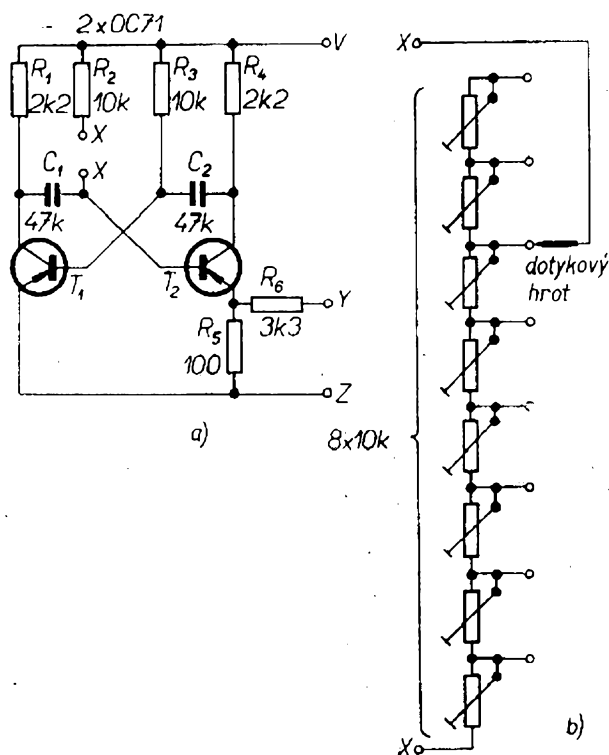 - 2xOC71
V
R1
2k2
R2
10k
R3
10k
R4
2k2
X
X
C1
47k
C2
47k
T1
T2
R6
3k3
Y
R5
100
Z
a)
X
dotykový
hrot
8x10k
X
b)